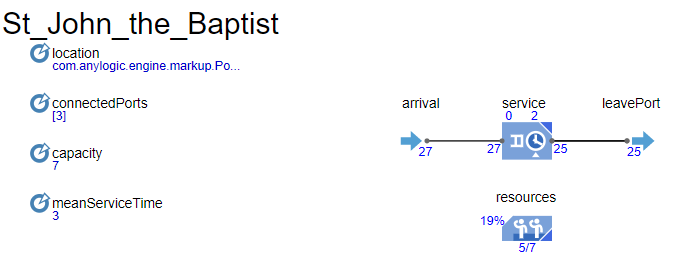 St_John_the_Baptist
location
com.anylogic.engine.markup.Po...
connectedPorts
[3]
capacity
7
meanServiceTime
3
arrival
service
leavePort
0 2
27
27
25
25
resources
19%
5/7